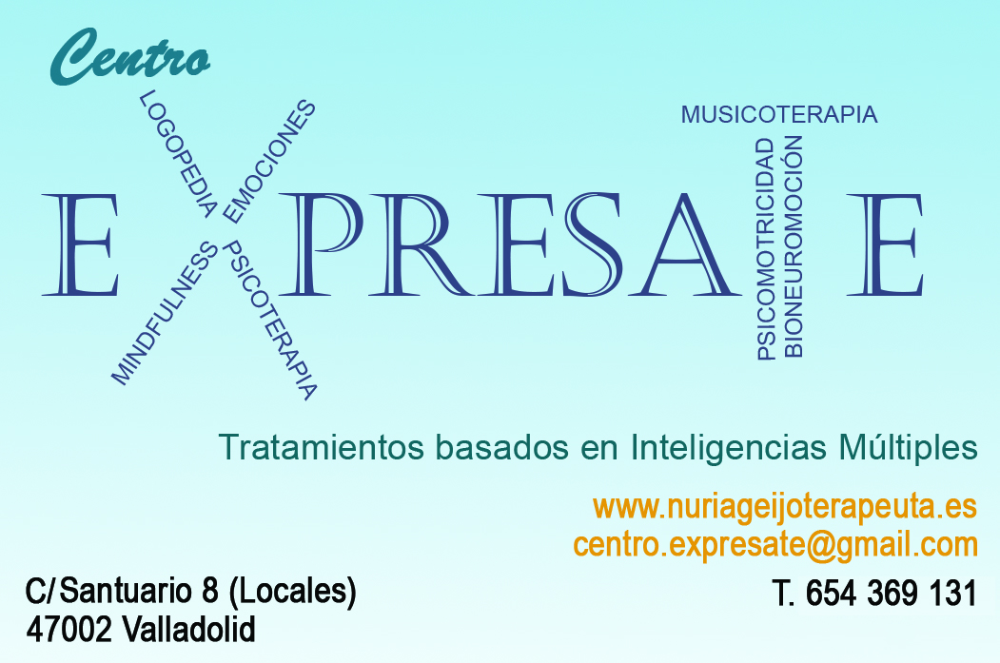 Centro
EXPRESATE
LOGOPEDIA
EMOCIONES
MINDFULNESS
PSICOTERAPIA
MUSICOTERAPIA
PSICOMOTRICIDAD
BIONEUROMOCIÓN
Tratamientos basados en Inteligencias Múltiples
www.nuriageijoterapeuta.es
centro.expresate@gmail.com
C/Santuario 8 (Locales)
T. 654 369 131
47002 Valladolid